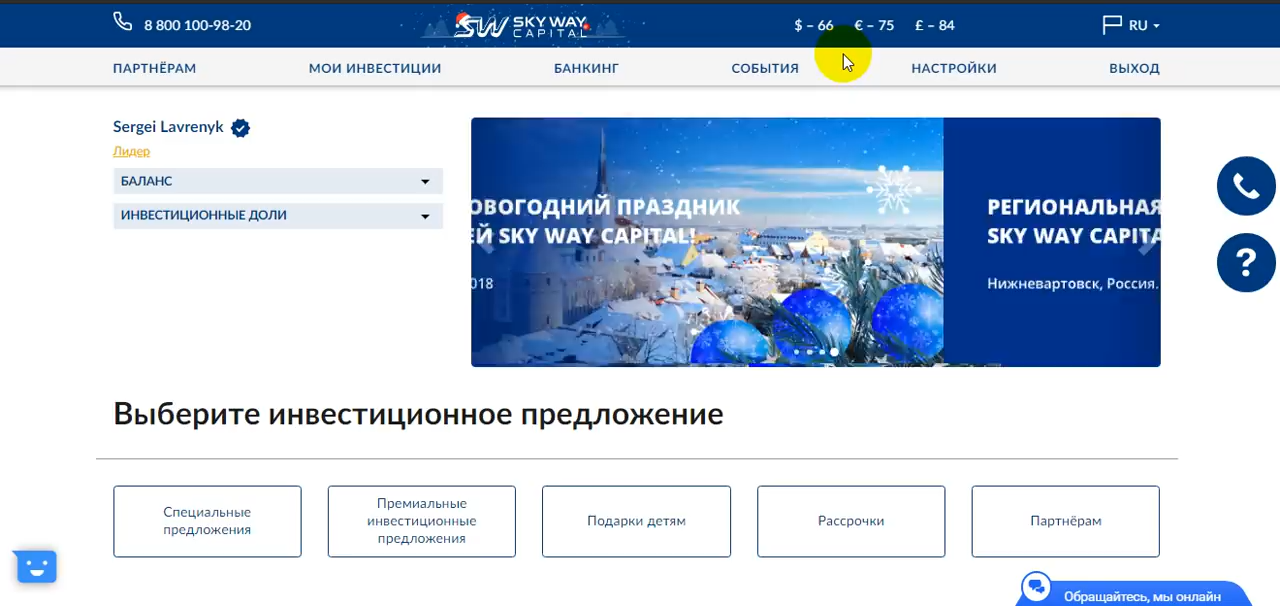 8 800 100-98-20
SW SKY WAY
CAPITAL
$ – 66 € – 75 £ – 84
RU
ПАРТНЁРАМ МОИ ИНВЕСТИЦИИ БАНКИНГ СОБЫТИЯ НАСТРОЙКИ ВЫХОД
Sergei Lavrenyk
Лидер
БАЛАНС
ИНВЕСТИЦИОННЫЕ ДОЛИ
ОВОГОДНИЙ ПРАЗДНИК
ЕЙ SKY WAY CAPITAL!
018
РЕГИОНАЛЬНАЯ
SKY WAY CAPITA
Нижневартовск, Россия.
?
Выберите инвестиционное предложение
Специальные
предложения
Премиальные
инвестиционные
предложения
Подарки детям
Рассрочки
Партнёрам
Обращайтесь, мы онлайн